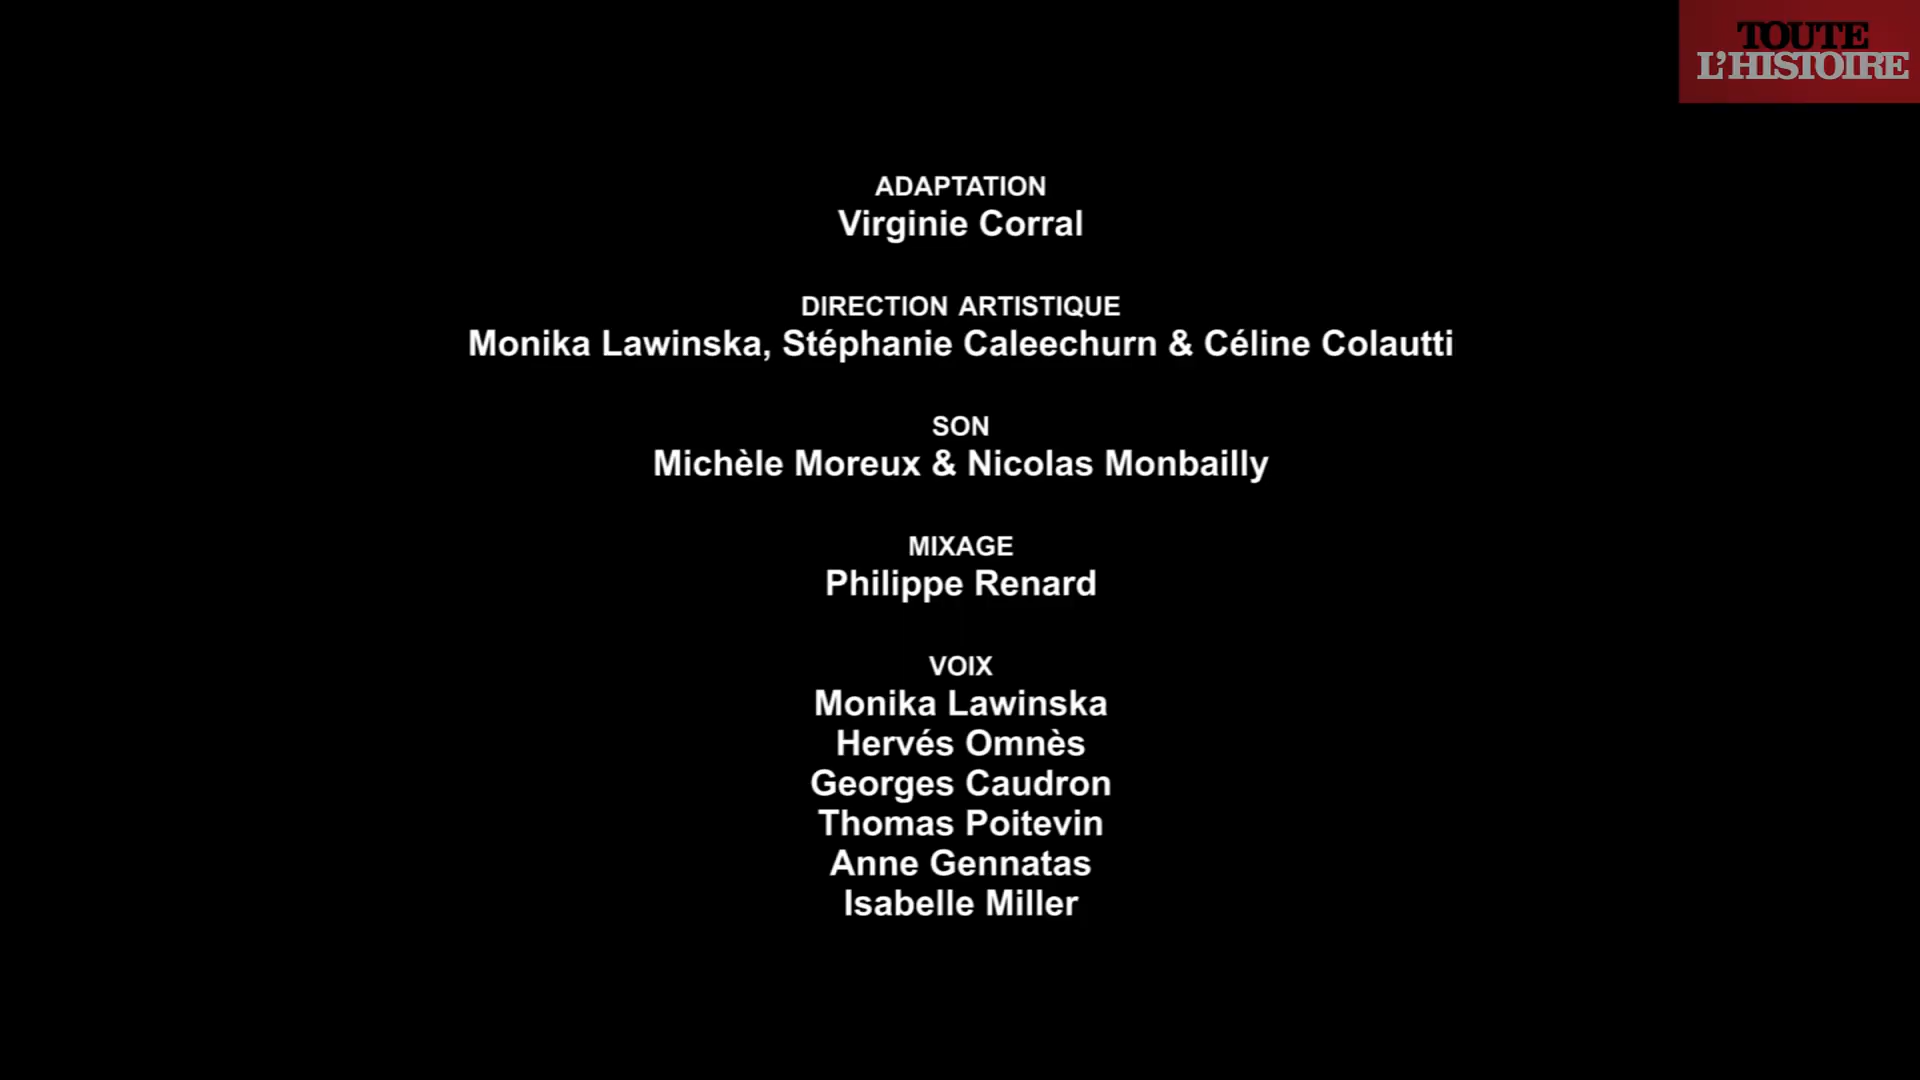 TOUTE
L'HISTOIRE
ADAPTATION
Virginie Corral
DIRECTION ARTISTIQUE
Monika Lawinska, Stéphanie Caleechurn & Céline Colautti
SON
Michèle Moreux & Nicolas Monbailly
MIXAGE
Philippe Renard
VOIX
Monika Lawinska
Hervés Omnès
Georges Caudron
Thomas Poitevin
Anne Gennatas
Isabelle Miller